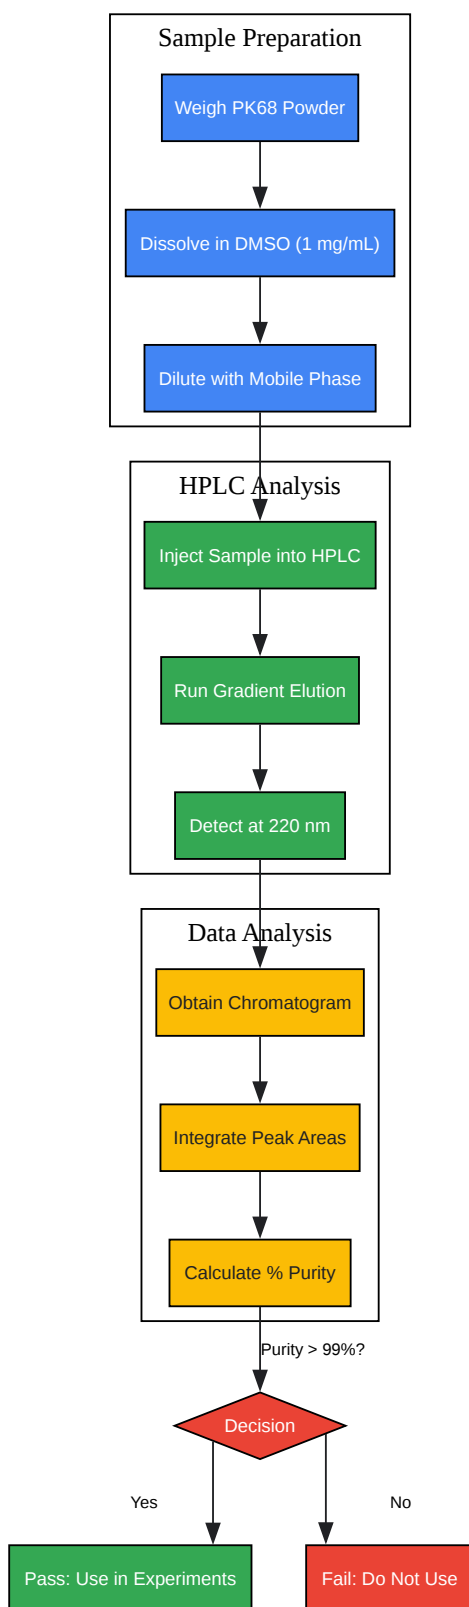 Sample Preparation
Weigh PK68 Powder
Dissolve in DMSO (1 mg/mL)
Dilute with Mobile Phase
HPLC Analysis
Inject Sample into HPLC
Run Gradient Elution
Detect at 220 nm
Data Analysis
Obtain Chromatogram
Integrate Peak Areas
Calculate % Purity
Purity > 99%?
Decision
Yes
No
Pass: Use in Experiments
Fail: Do Not Use